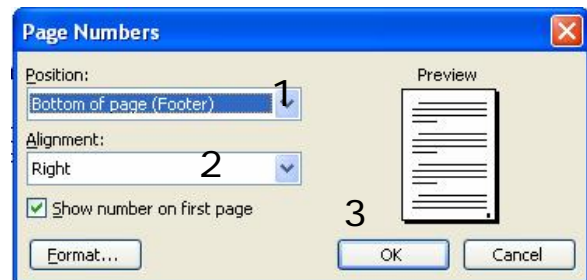 Page Numbers
Position:
1
Preview
Bottom of page (Footer)
Alignment:
Right
2
Show number on first page
3
Format...
OK
Cancel